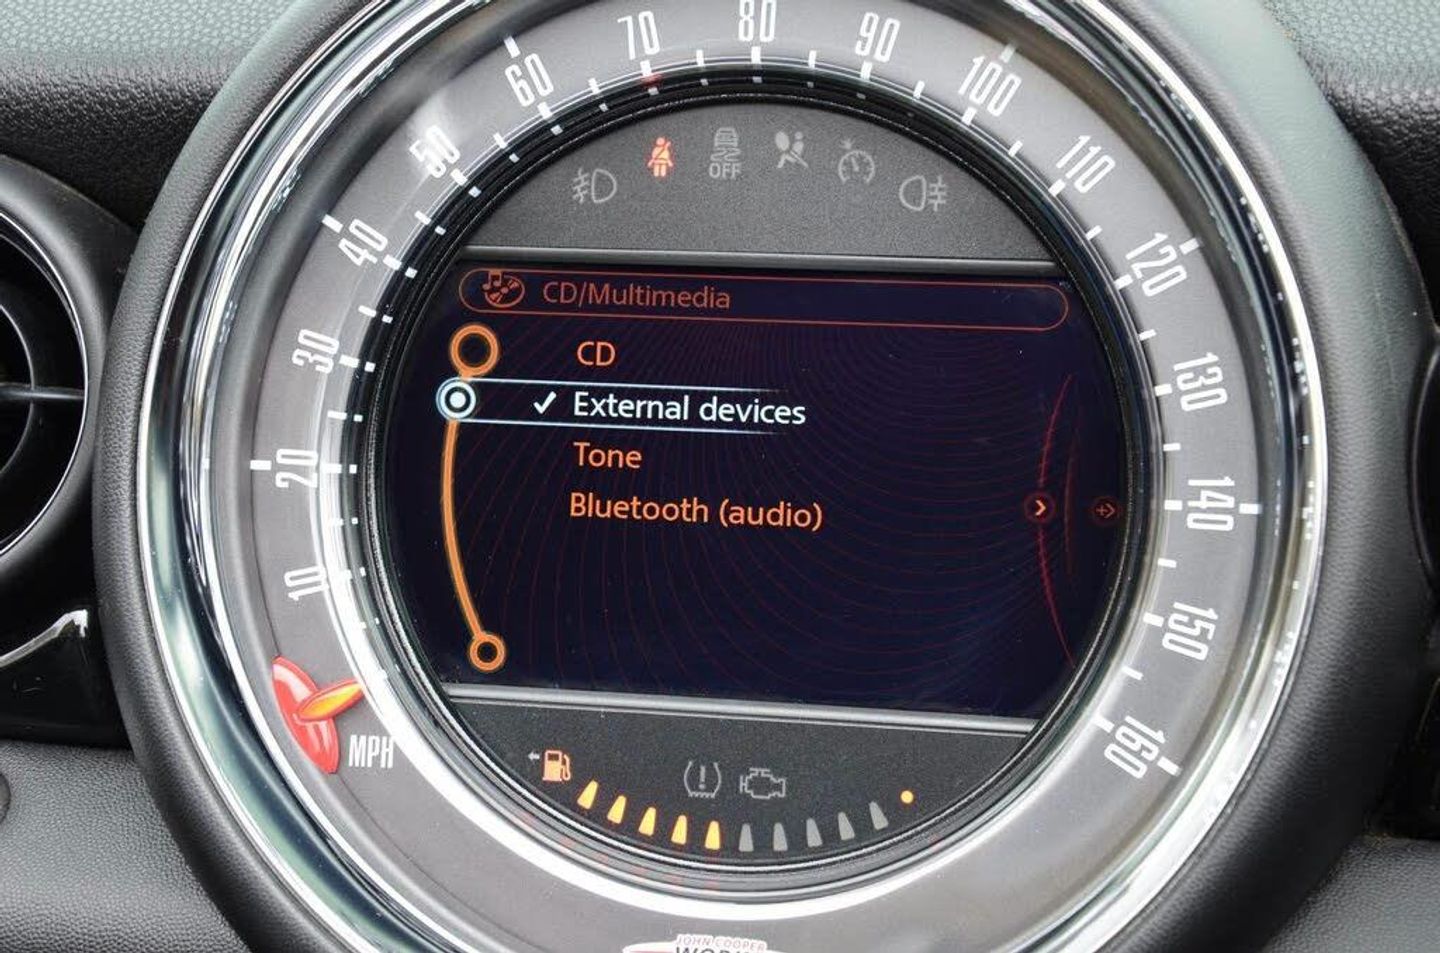 10
20
30
40
50
60
70
80
90
100
110
120
130
140
150
160
MPH
OFF
CD/Multimedia
CD
✓ External devices
Tone
Bluetooth (audio)
JOHN COOPER
WORKS